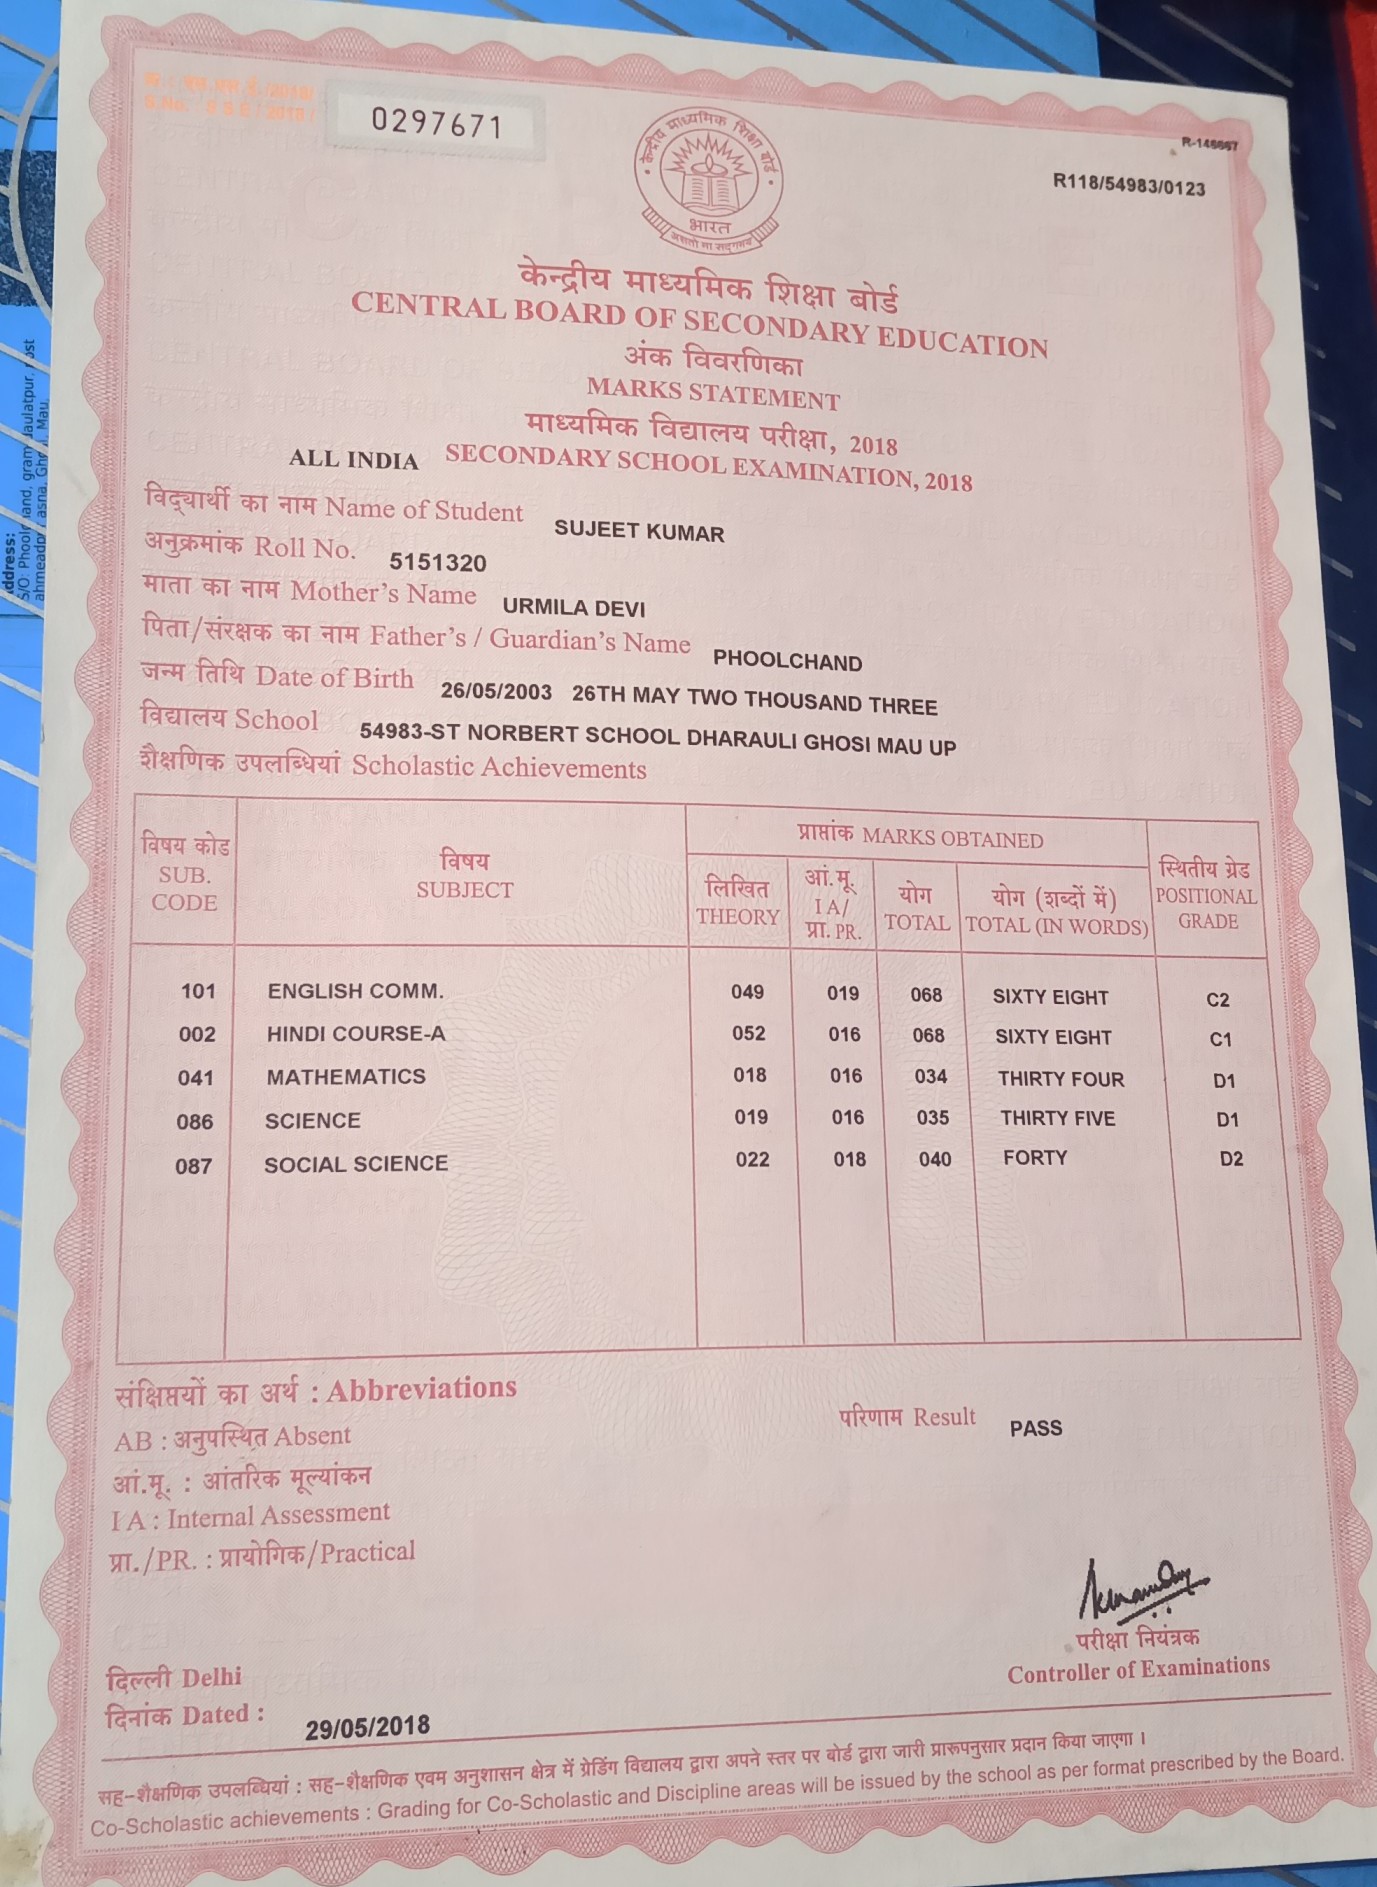 क्र.: एस.एस.ई./2018/
S.No. : S S E / 2018 /
0297671
केन्द्रीय माध्यमिक शिक्षा बोर्ड
भारत
असतो मा सद्गमय
R118/54983/0123
केन्द्रीय माध्यमिक शिक्षा बोर्ड
CENTRAL BOARD OF SECONDARY EDUCATION
अंक विवरणिका
MARKS STATEMENT
माध्यमिक विद्यालय परीक्षा, 2018
ALL INDIA SECONDARY SCHOOL EXAMINATION, 2018
विद्यार्थी का नाम Name of Student SUJEET KUMAR
अनुक्रमांक Roll No. 5151320
माता का नाम Mother's Name URMILA DEVI
पिता/संरक्षक का नाम Father's / Guardian's Name PHOOLCHAND
जन्म तिथि Date of Birth 26/05/2003 26TH MAY TWO THOUSAND THREE
विद्यालय School 54983-ST NORBERT SCHOOL DHARAULI GHOSI MAU UP
शैक्षणिक उपलब्धियां Scholastic Achievements
विषय कोड
SUB.
CODE
विषय
SUBJECT
प्राप्तांक MARKS OBTAINED
लिखित
THEORY
आं.मू.
I A/
प्रा. PR.
योग
TOTAL
योग (शब्दों में)
TOTAL (IN WORDS)
स्थितीय ग्रेड
POSITIONAL
GRADE
101 ENGLISH COMM. 049 019 068 SIXTY EIGHT C2
002 HINDI COURSE-A 052 016 068 SIXTY EIGHT C1
041 MATHEMATICS 018 016 034 THIRTY FOUR D1
086 SCIENCE 019 016 035 THIRTY FIVE D1
087 SOCIAL SCIENCE 022 018 040 FORTY D2
संक्षिप्तयों का अर्थ : Abbreviations
AB : अनुपस्थित Absent
आं.मू. : आंतरिक मूल्यांकन
I A : Internal Assessment
प्रा./PR. : प्रायोगिक/Practical
परिणाम Result PASS
परीक्षा नियंत्रक
Controller of Examinations
दिल्ली Delhi
दिनांक Dated : 29/05/2018
सह-शैक्षणिक उपलब्धियां : सह-शैक्षणिक एवम अनुशासन क्षेत्र में ग्रेडिंग विद्यालय द्वारा अपने स्तर पर बोर्ड द्वारा जारी प्रारूपनुसार प्रदान किया जाएगा ।
Co-Scholastic achievements : Grading for Co-Scholastic and Discipline areas will be issued by the school as per format prescribed by the Board.